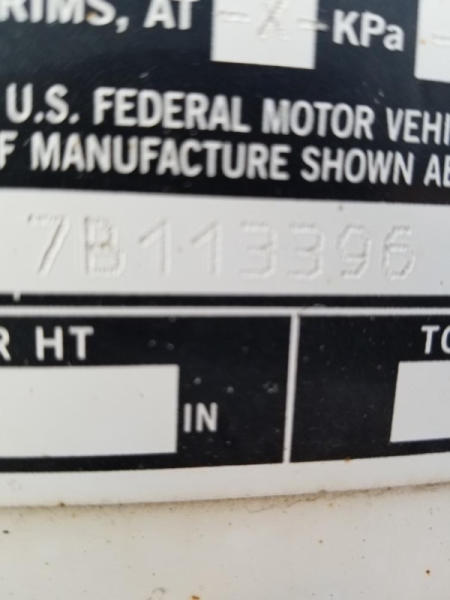 RIMS, AT -X- KPa -
U.S. FEDERAL MOTOR VEHI
F MANUFACTURE SHOWN AB
7B113396
R HT TO
IN